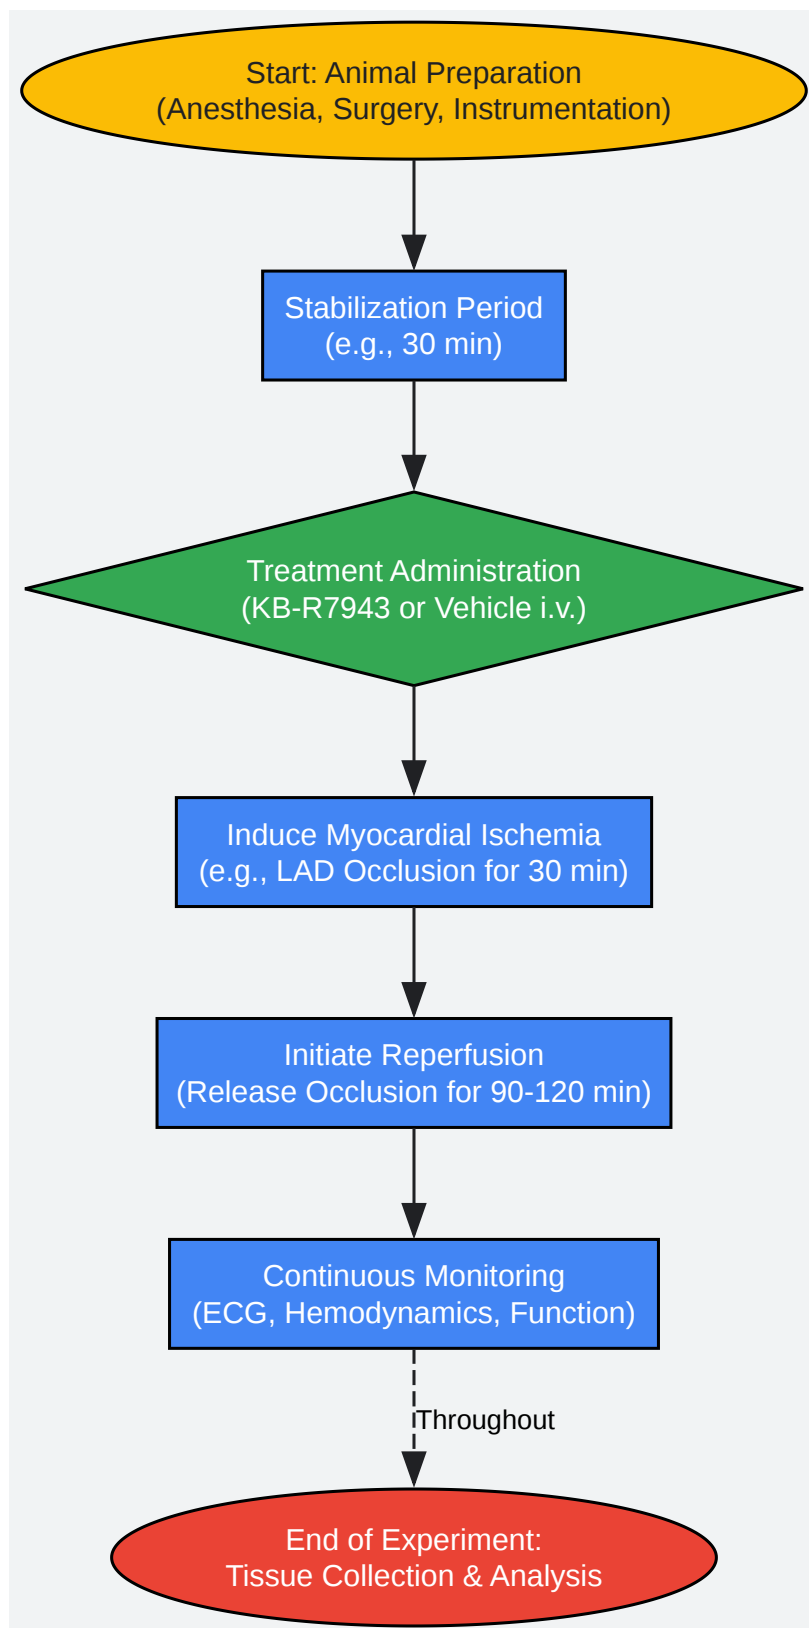 Start: Animal Preparation
(Anesthesia, Surgery, Instrumentation)
Stabilization Period
(e.g., 30 min)
Treatment Administration
(KB-R7943 or Vehicle i.v.)
Induce Myocardial Ischemia
(e.g., LAD Occlusion for 30 min)
Initiate Reperfusion
(Release Occlusion for 90-120 min)
Continuous Monitoring
(ECG, Hemodynamics, Function)
Throughout
End of Experiment:
Tissue Collection & Analysis